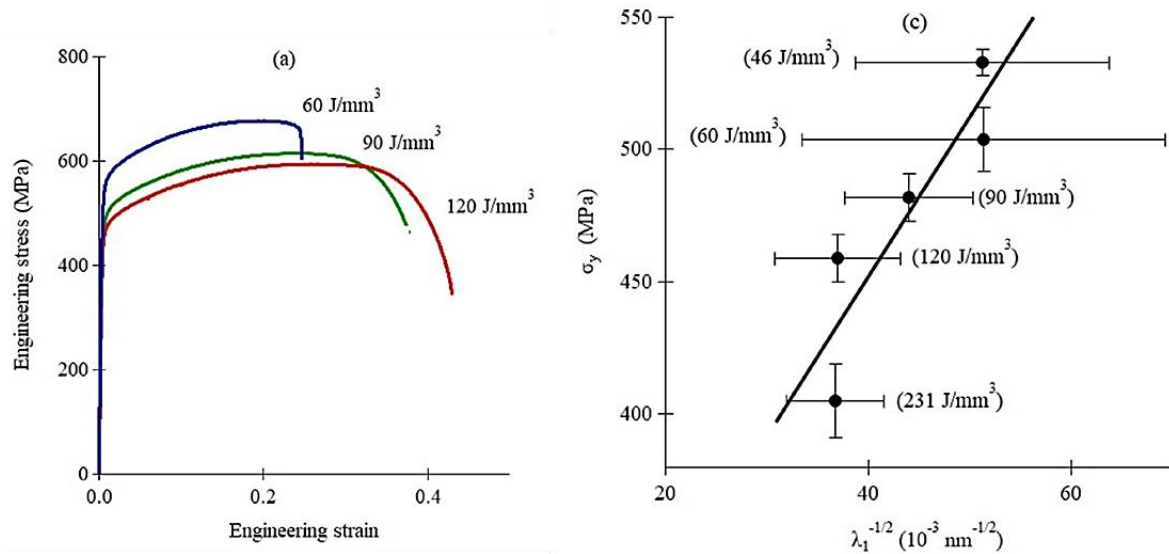 (a)
800
600
400
200
0
0.0
0.2
0.4
Engineering stress (MPa)
Engineering strain
60 J/mm³
90 J/mm³
120 J/mm³
(c)
550
500
450
400
20
40
60
σy (MPa)
λ1⁻¹/² (10⁻³ nm⁻¹/²)
(46 J/mm³)
(60 J/mm³)
(90 J/mm³)
(120 J/mm³)
(231 J/mm³)